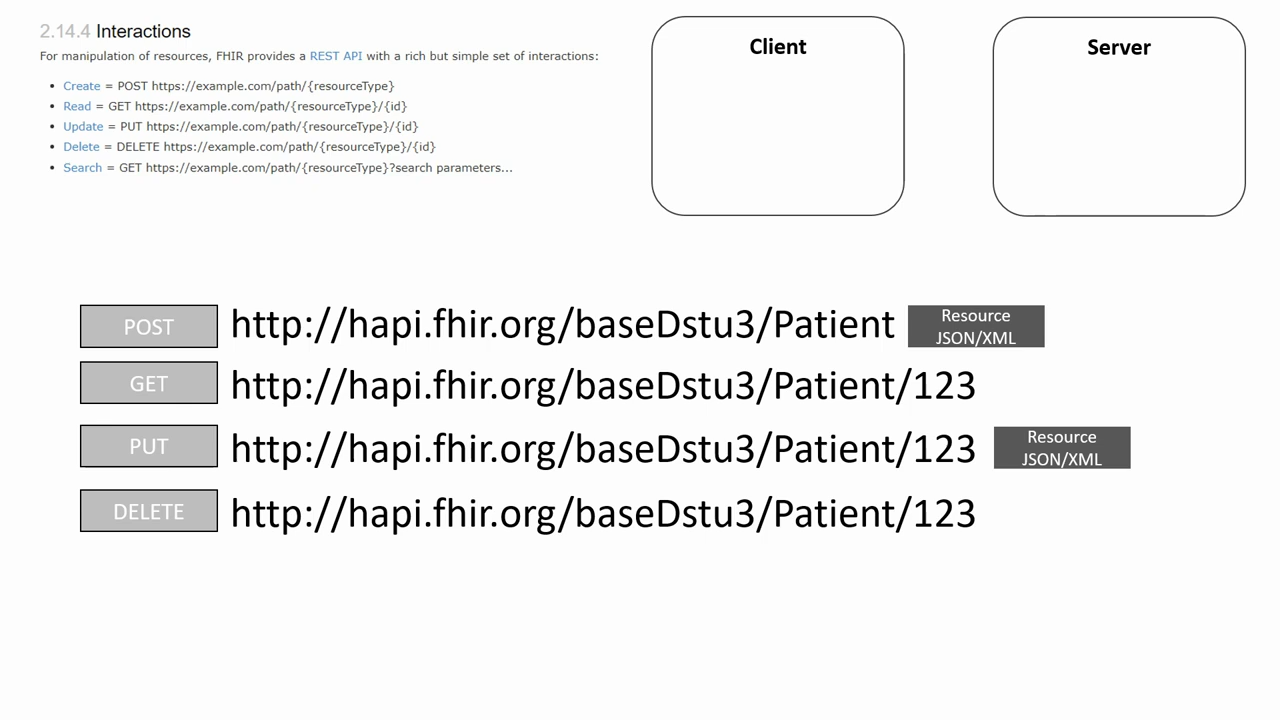 2.14.4 Interactions
For manipulation of resources, FHIR provides a REST API with a rich but simple set of interactions:
• Create = POST https://example.com/path/{resourceType}
• Read = GET https://example.com/path/{resourceType}/{id}
• Update = PUT https://example.com/path/{resourceType}/{id}
• Delete = DELETE https://example.com/path/{resourceType}/{id}
• Search = GET https://example.com/path/{resourceType}?search parameters...
Client
Server
POST http://hapi.fhir.org/baseDstu3/Patient
Resource
JSON/XML
GET http://hapi.fhir.org/baseDstu3/Patient/123
PUT http://hapi.fhir.org/baseDstu3/Patient/123
Resource
JSON/XML
DELETE http://hapi.fhir.org/baseDstu3/Patient/123